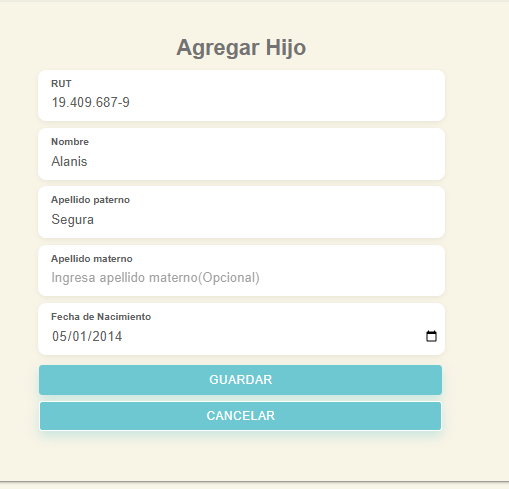 Agregar Hijo
RUT
19.409.687-9
Nombre
Alanis
Apellido paterno
Segura
Apellido materno
Ingresa apellido materno(Opcional)
Fecha de Nacimiento
05/01/2014
GUARDAR
CANCELAR